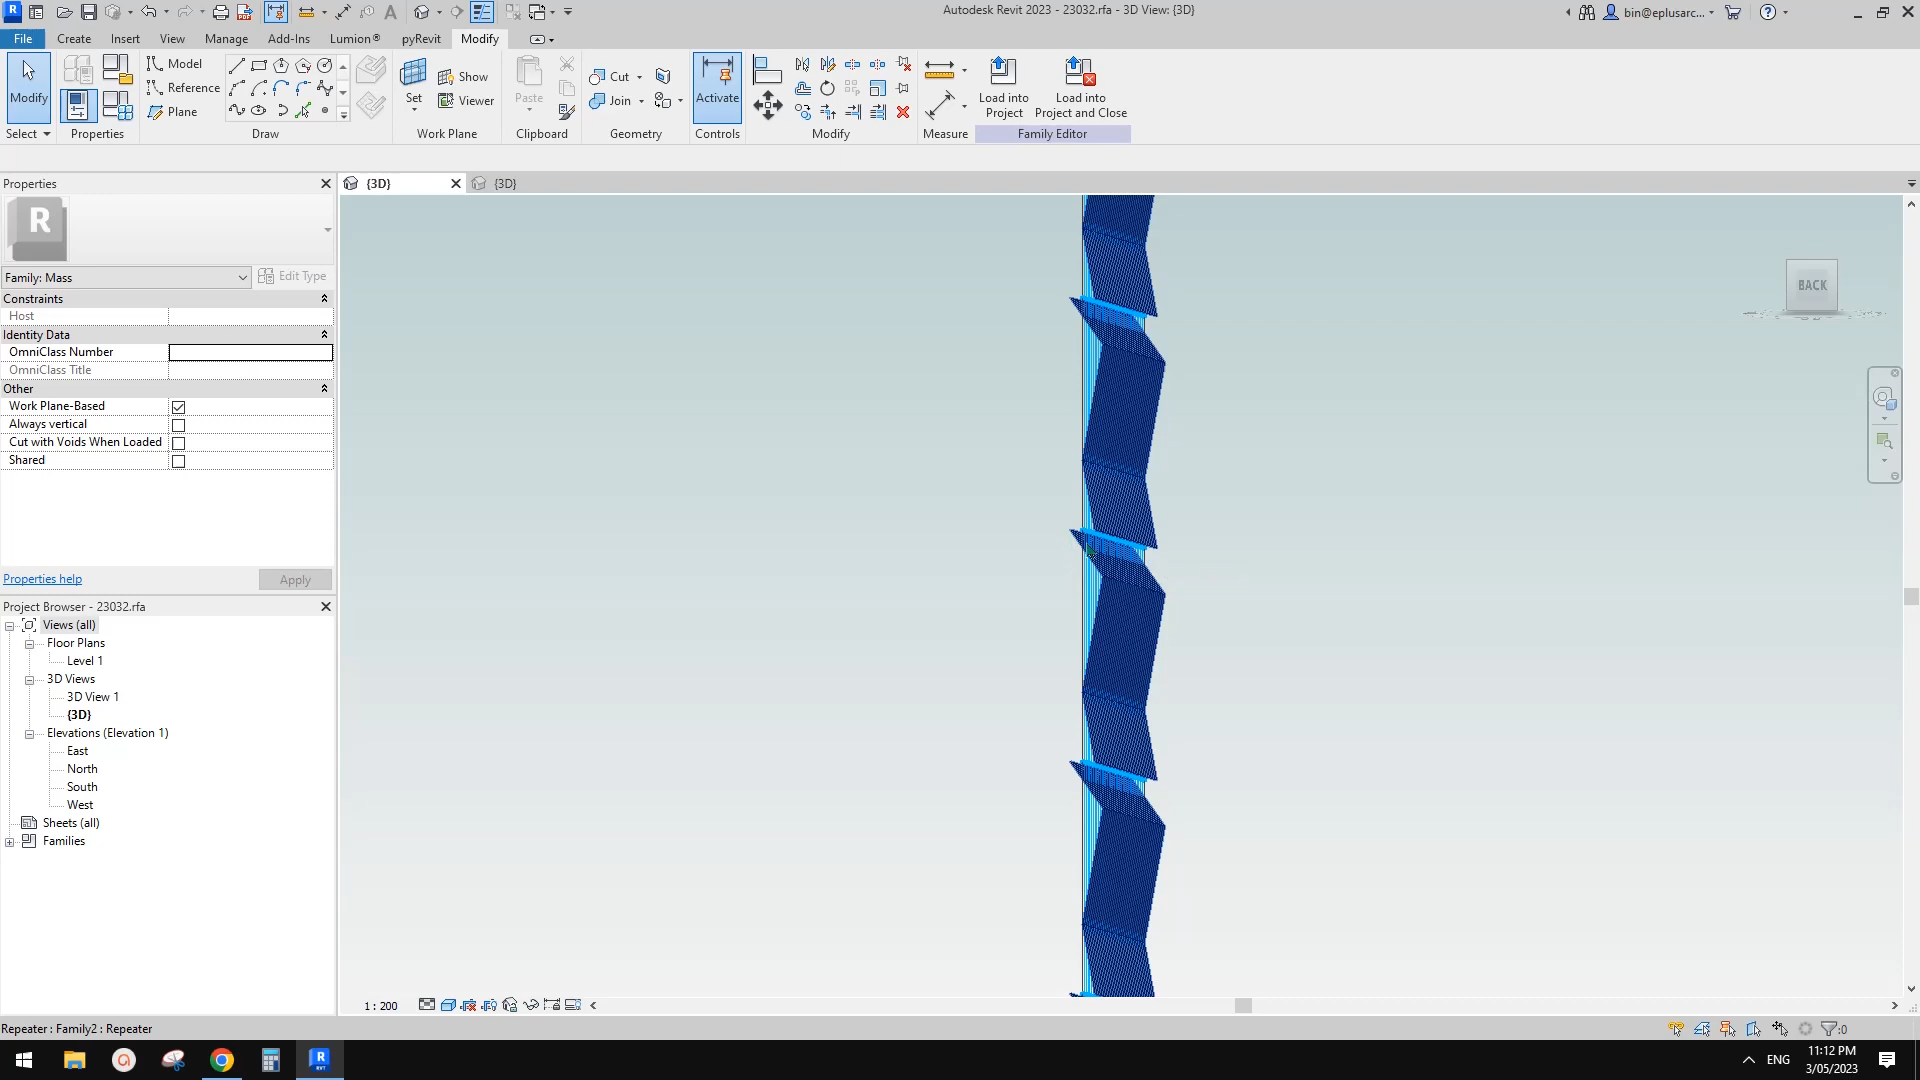 Autodesk Revit 2023 - 23032.rfa - 3D View: {3D}
bin@eplusarc...
File
Create
Insert
View
Manage
Add-Ins
Lumion®
pyRevit
Modify
Modify
Model
Reference
Plane
Set
Show
Viewer
Paste
Cut
Join
Activate
Load into
Project
Load into
Project and Close
Select
Properties
Draw
Work Plane
Clipboard
Geometry
Controls
Modify
Measure
Family Editor
Properties
{3D}
{3D}
R
Family: Mass
Edit Type
Constraints
Host
Identity Data
OmniClass Number
OmniClass Title
Other
Work Plane-Based
Always vertical
Cut with Voids When Loaded
Shared
Properties help
Apply
BACK
Project Browser - 23032.rfa
Views (all)
Floor Plans
Level 1
3D Views
3D View 1
{3D}
Elevations (Elevation 1)
East
North
South
West
Sheets (all)
Families
1 : 200
Repeater : Family2 : Repeater
:0
ENG
11:12 PM
3/05/2023